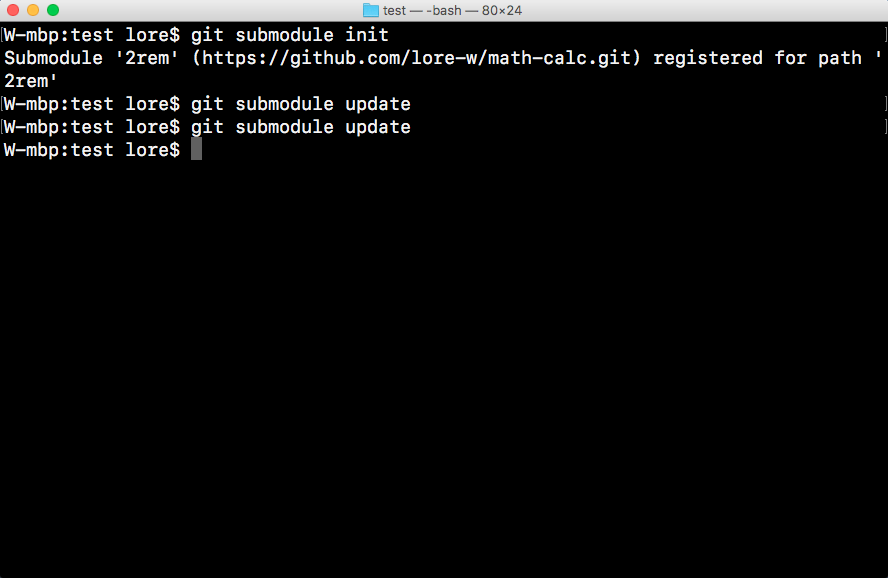 test — -bash — 80×24
W-mbp:test lore$ git submodule init
Submodule '2rem' (https://github.com/lore-w/math-calc.git) registered for path '
2rem'
W-mbp:test lore$ git submodule update
W-mbp:test lore$ git submodule update
W-mbp:test lore$